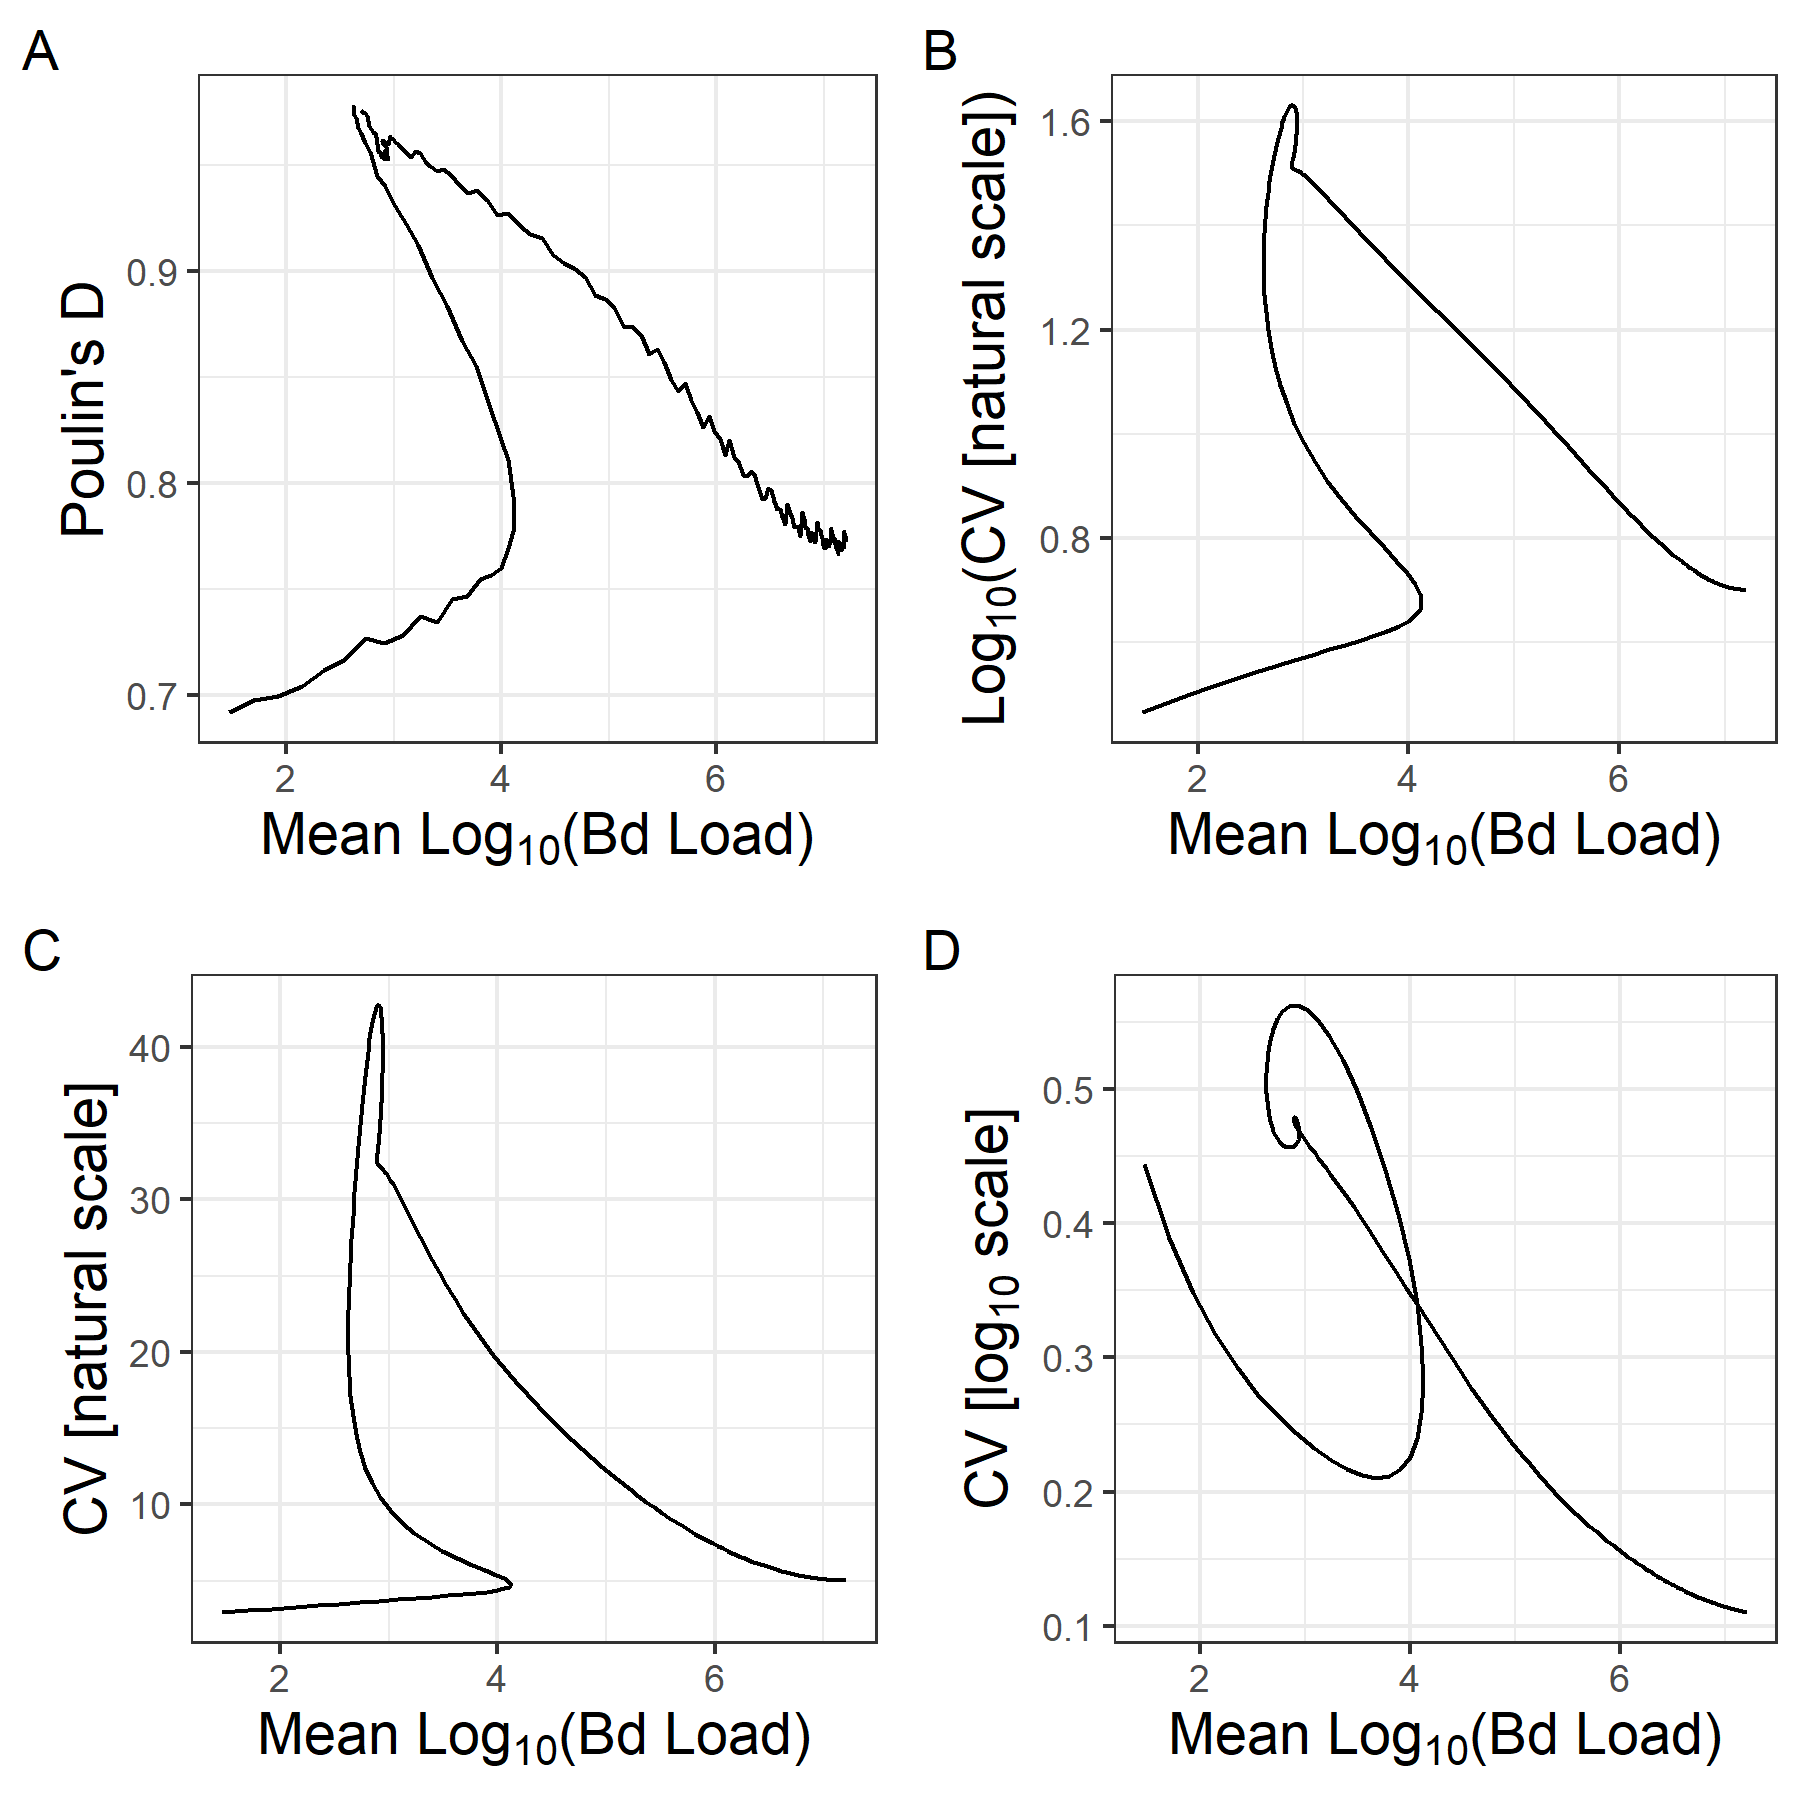 A
Poulin's D
0.9
0.8
0.7
2 4 6
Mean Log₁₀(Bd Load)
B
Log₁₀(CV [natural scale])
1.6
1.2
0.8
2 4 6
Mean Log₁₀(Bd Load)
C
CV [natural scale]
40
30
20
10
2 4 6
Mean Log₁₀(Bd Load)
D
CV [log₁₀ scale]
0.5
0.4
0.3
0.2
0.1
2 4 6
Mean Log₁₀(Bd Load)